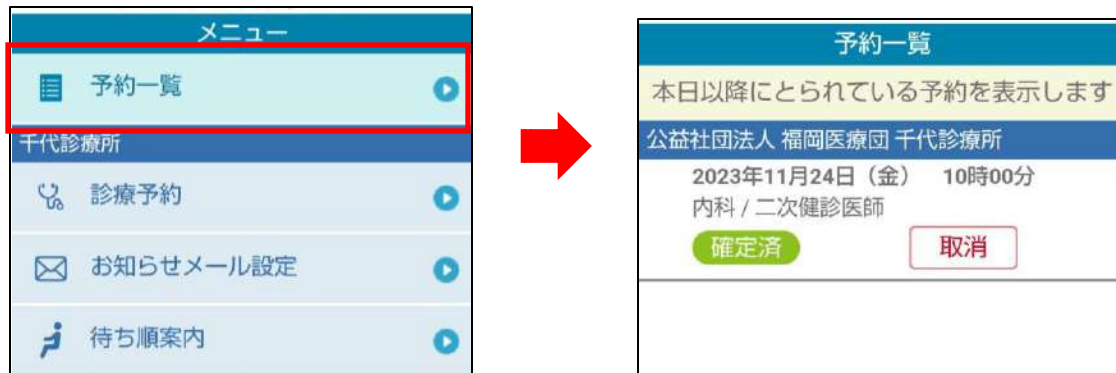 メニュー
予約一覧
千代診療所
診療予約
お知らせメール設定
待ち順案内
予約一覧
本日以降にとられている予約を表示します
公益社団法人 福岡医療団 千代診療所
2023年11月24日（金） 10時00分
内科 / 二次健診医師
確定済 取消